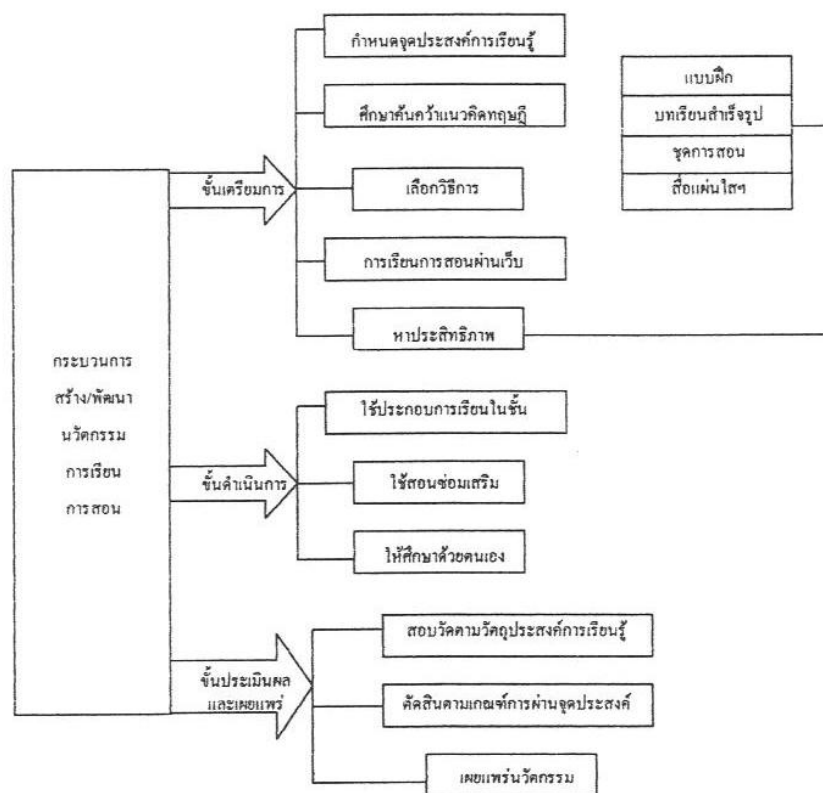 กำหนดจุดประสงค์การเรียนรู้
ศึกษาค้นคว้าแนวคิดทฤษฎี
ขั้นเตรียมการ
เลือกวิธีการ
การเรียนการสอนผ่านเว็บ
หาประสิทธิภาพ
แบบฝึก
บทเรียนสำเร็จรูป
ชุดการสอน
สื่อแผ่นใสฯ
กระบวนการ
สร้าง/พัฒนา
นวัตกรรม
การเรียน
การสอน
ใช้ประกอบการเรียนในชั้น
ขั้นดำเนินการ
ใช้สอนซ่อมเสริม
ให้ศึกษาด้วยตนเอง
สอบวัดตามวัตถุประสงค์การเรียนรู้
ขั้นประเมินผล
และเผยแพร่
ตัดสินตามเกณฑ์การผ่านจุดประสงค์
เผยแพร่นวัตกรรม